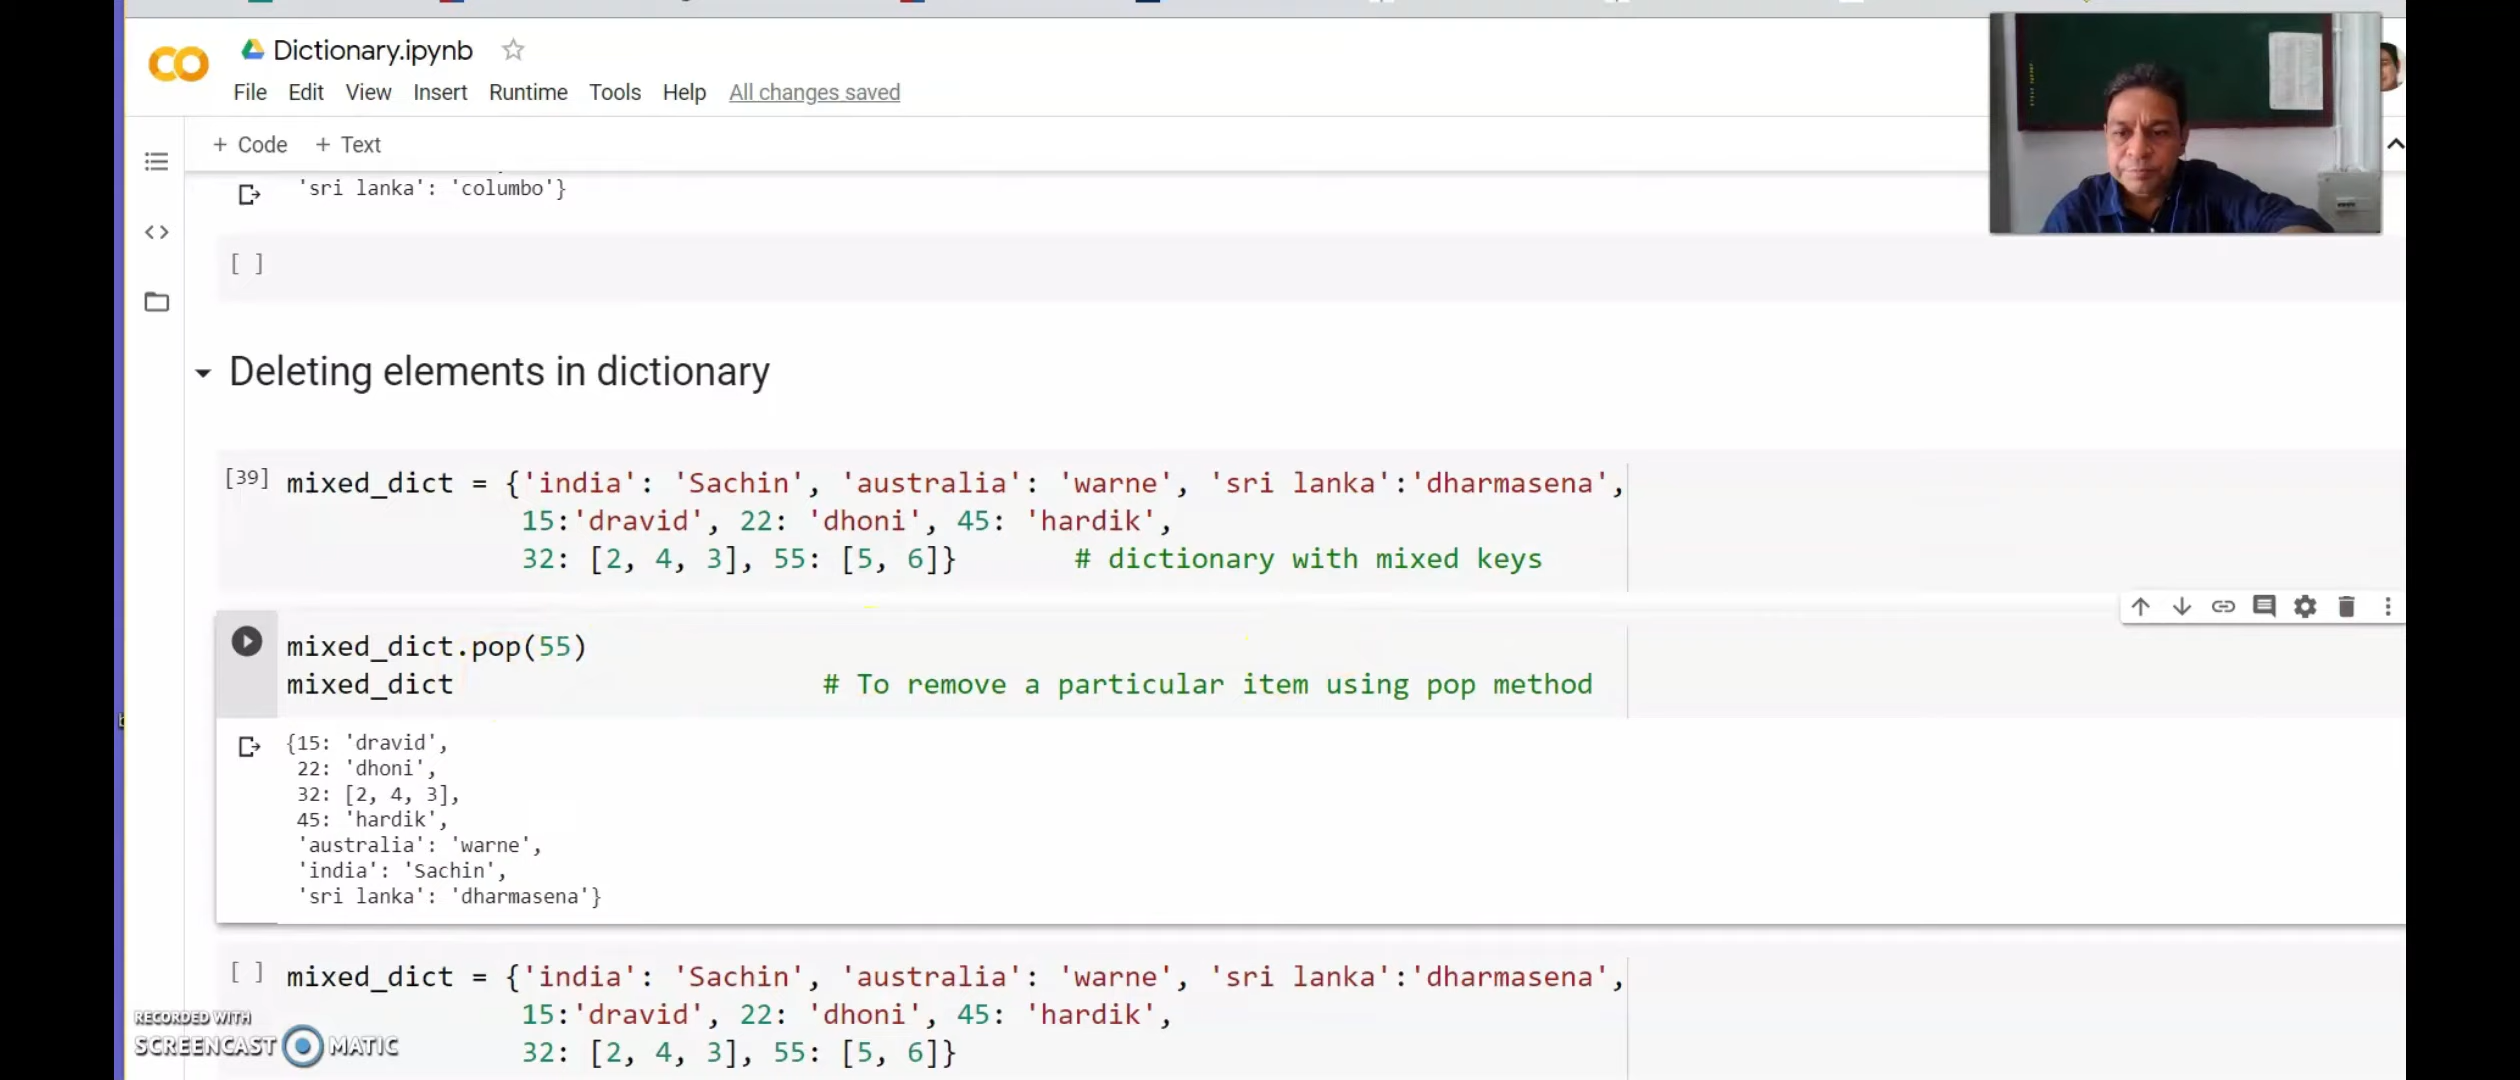 Dictionary.ipynb
File Edit View Insert Runtime Tools Help All changes saved
+ Code + Text
'sri lanka': 'columbo'}
[ ]
Deleting elements in dictionary
[39] mixed_dict = {'india': 'Sachin', 'australia': 'warne', 'sri lanka':'dharmasena',
15:'dravid', 22: 'dhoni', 45: 'hardik',
32: [2, 4, 3], 55: [5, 6]} # dictionary with mixed keys
mixed_dict.pop(55)
mixed_dict # To remove a particular item using pop method
{15: 'dravid',
22: 'dhoni',
32: [2, 4, 3],
45: 'hardik',
'australia': 'warne',
'india': 'Sachin',
'sri lanka': 'dharmasena'}
[ ] mixed_dict = {'india': 'Sachin', 'australia': 'warne', 'sri lanka':'dharmasena',
15:'dravid', 22: 'dhoni', 45: 'hardik',
32: [2, 4, 3], 55: [5, 6]}
RECORDED WITH
SCREENCAST MATIC